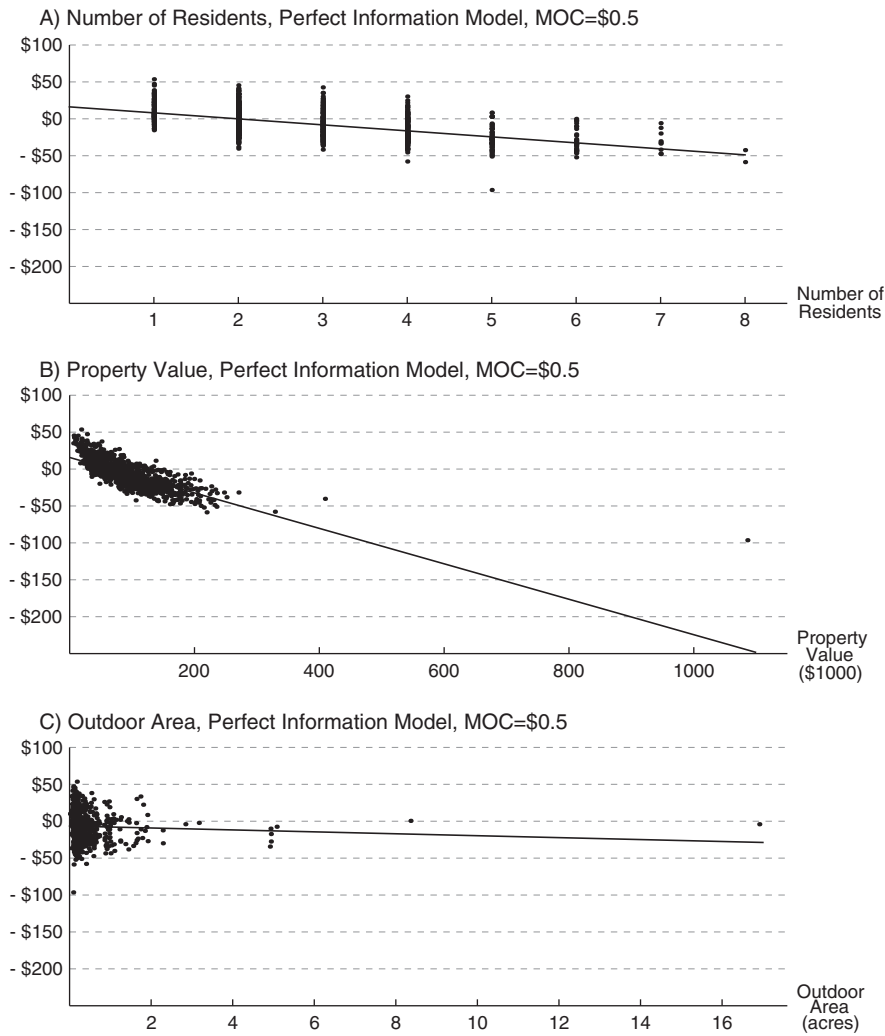 A) Number of Residents, Perfect Information Model, MOC=$0.5
$100
$50
$0
- $50
- $100
- $150
- $200
1 2 3 4 5 6 7 8
Number of
Residents
B) Property Value, Perfect Information Model, MOC=$0.5
$100
$50
$0
- $50
- $100
- $150
- $200
200 400 600 800 1000
Property
Value
($1000)
C) Outdoor Area, Perfect Information Model, MOC=$0.5
$100
$50
$0
- $50
- $100
- $150
- $200
2 4 6 8 10 12 14 16
Outdoor
Area
(acres)